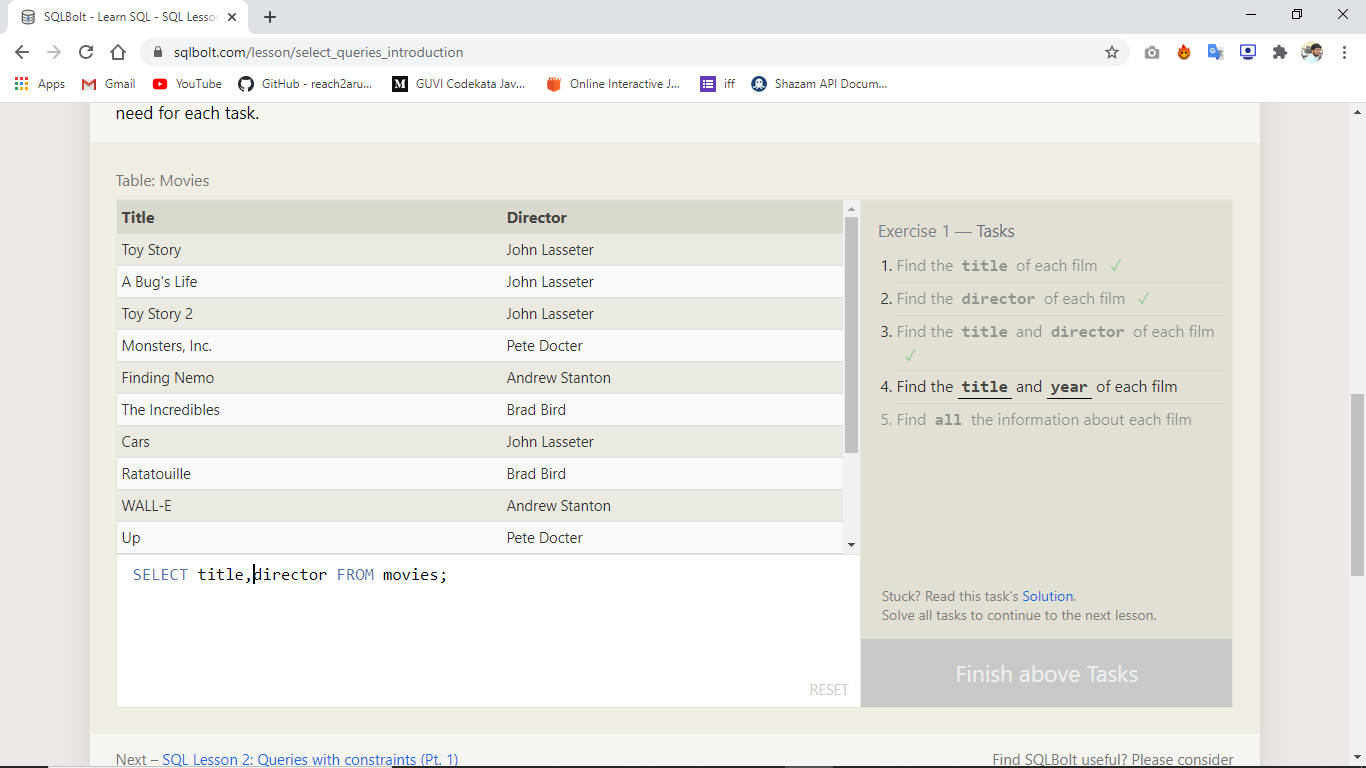 SQLBolt - Learn SQL - SQL Lesson
sqlbolt.com/lesson/select_queries_introduction
Apps Gmail YouTube GitHub - reach2aru... GUVI Codekata Jav... Online Interactive J... iff Shazam API Docum...
need for each task.
Table: Movies
Title Director
Toy Story John Lasseter
A Bug's Life John Lasseter
Toy Story 2 John Lasseter
Monsters, Inc. Pete Docter
Finding Nemo Andrew Stanton
The Incredibles Brad Bird
Cars John Lasseter
Ratatouille Brad Bird
WALL-E Andrew Stanton
Up Pete Docter
SELECT title,director FROM movies;
RESET
Exercise 1 — Tasks
1. Find the title of each film ✓
2. Find the director of each film ✓
3. Find the title and director of each film
✓
4. Find the title and year of each film
5. Find all the information about each film
Stuck? Read this task's Solution.
Solve all tasks to continue to the next lesson.
Finish above Tasks
Next – SQL Lesson 2: Queries with constraints (Pt. 1)
Find SQLBolt useful? Please consider